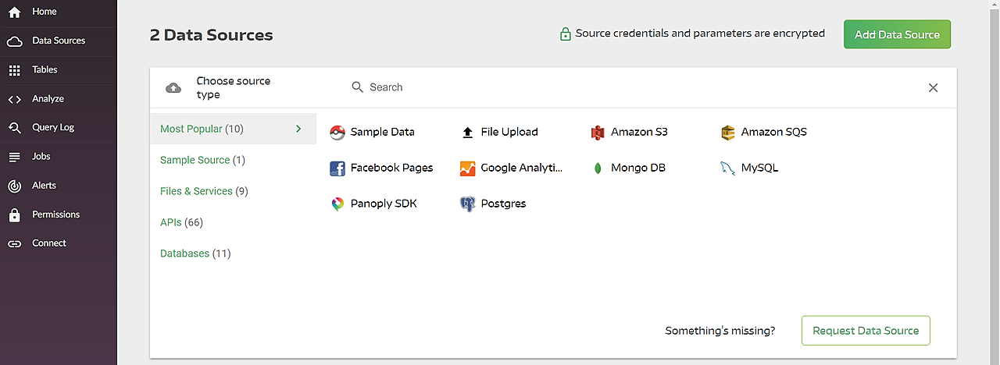 Home
Data Sources
Tables
Analyze
Query Log
Jobs
Alerts
Permissions
Connect
2 Data Sources
Source credentials and parameters are encrypted
Add Data Source
Choose source
type
Search
Most Popular (10)
Sample Source (1)
Files & Services (9)
APIs (66)
Databases (11)
Sample Data
File Upload
Amazon S3
Amazon SQS
Facebook Pages
Google Analyti...
Mongo DB
MySQL
Panoply SDK
Postgres
Something's missing?
Request Data Source